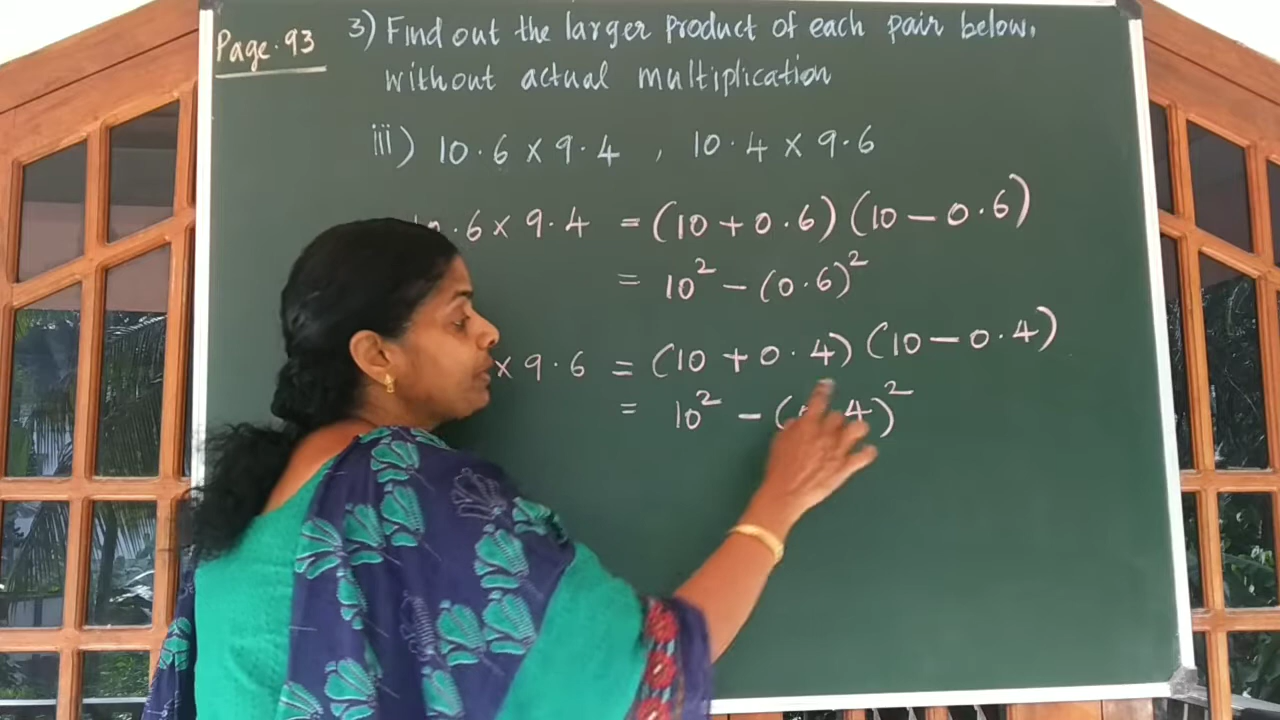 Page.93
3) Find out the larger product of each pair below,
without actual multiplication
iii) 10.6 x 9.4 , 10.4 x 9.6
.6 x 9.4 = (10 + 0.6) (10 - 0.6)
= 10² - (0.6)²
x 9.6 = (10 + 0.4) (10 - 0.4)
= 10² - ( .4)²